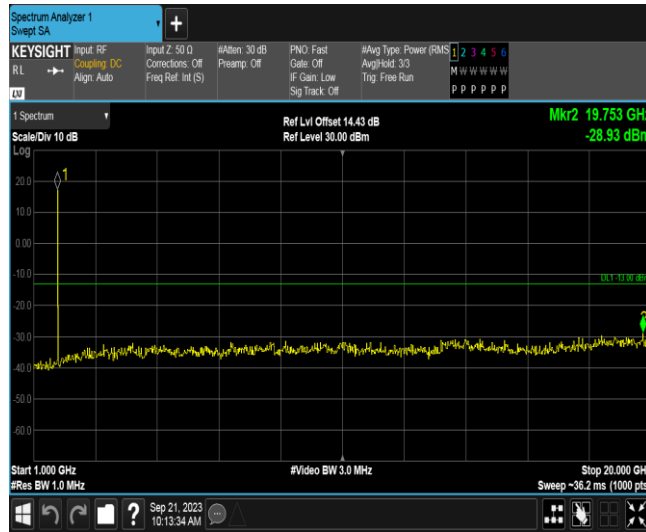 Spectrum Analyzer 1
Swept SA
+
KEYSIGHT
RL
LXI
Input: RF
Coupling: DC
Align: Auto
Input Z: 50 Ω
Corrections: Off
Freq Ref: Int (S)
#Atten: 30 dB
Preamp: Off
PNO: Fast
Gate: Off
IF Gain: Low
Sig Track: Off
#Avg Type: Power (RMS
Avg|Hold: 3/3
Trig: Free Run
1 2 3 4 5 6
M W W W W W
P P P P P P
1 Spectrum
Scale/Div 10 dB
Log
Ref Lvl Offset 14.43 dB
Ref Level 30.00 dBm
Mkr2 19.753 GHz
-28.93 dBm
1
20.0
10.0
0.00
-10.0
DL1 -13.00 dBm
-20.0
-30.0
-40.0
-50.0
-60.0
Start 1.000 GHz
#Res BW 1.0 MHz
#Video BW 3.0 MHz
Stop 20.000 GHz
Sweep ~36.2 ms (1000 pts)
?
Sep 21, 2023
10:13:34 AM